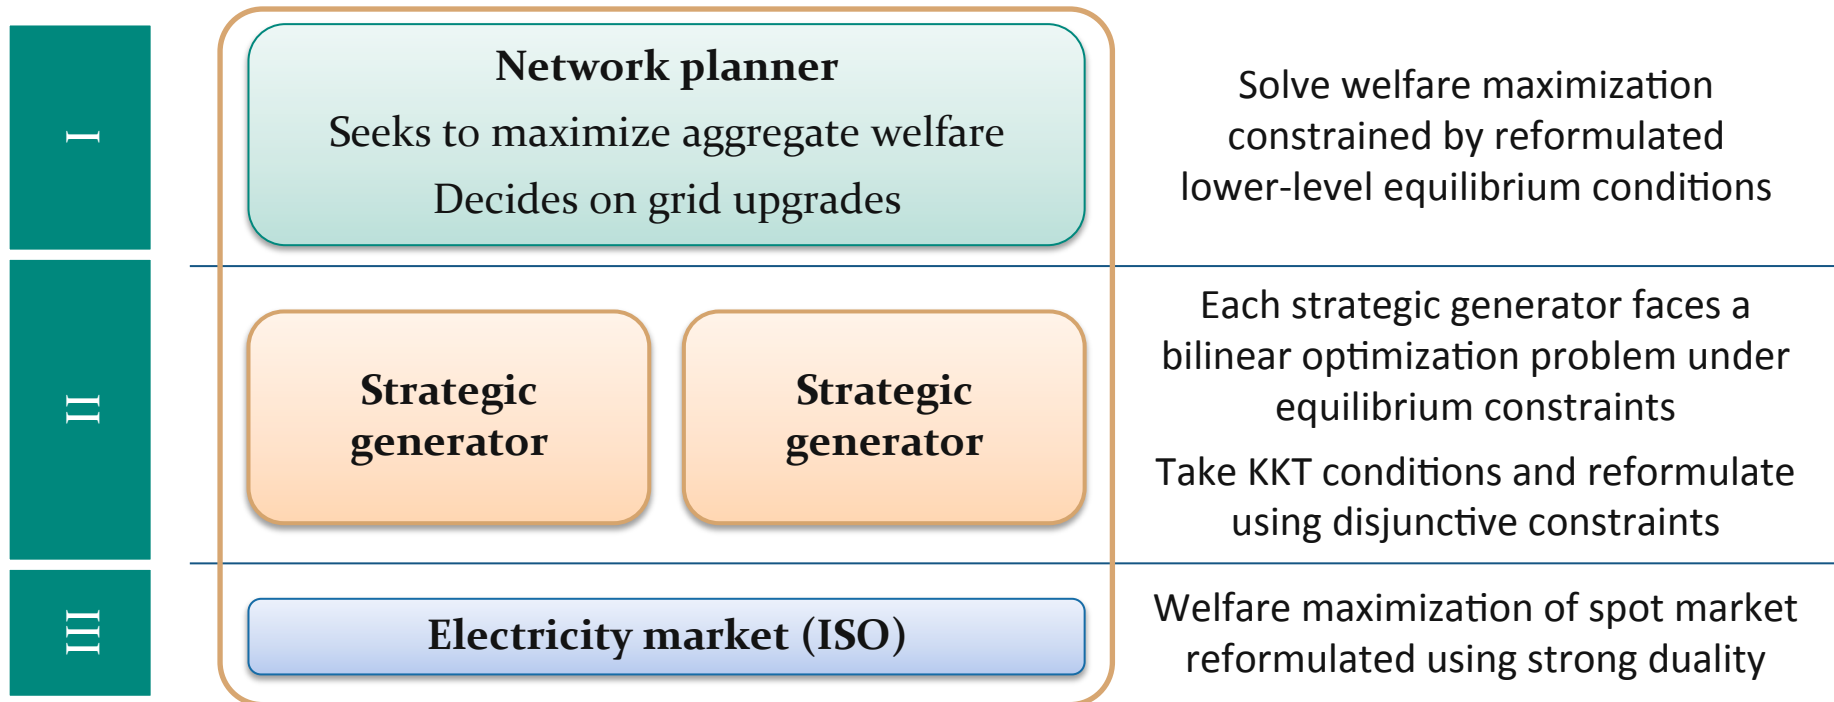 I
Network planner
Seeks to maximize aggregate welfare
Decides on grid upgrades
Solve welfare maximization
constrained by reformulated
lower-level equilibrium conditions
II
Strategic
generator
Strategic
generator
Each strategic generator faces a
bilinear optimization problem under
equilibrium constraints
Take KKT conditions and reformulate
using disjunctive constraints
III
Electricity market (ISO)
Welfare maximization of spot market
reformulated using strong duality